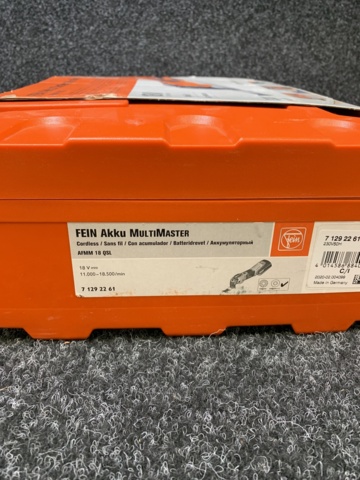 FEIN Akku MULTIMASTER
Cordless / Sans fil / Con acumulador / Batteridrevet / Аккумуляторный
AFMM 18 QSL
18 V
11,000-18,500/min
7 129 22 61
Fein
7 129 22 61
C/I
Made in Germany